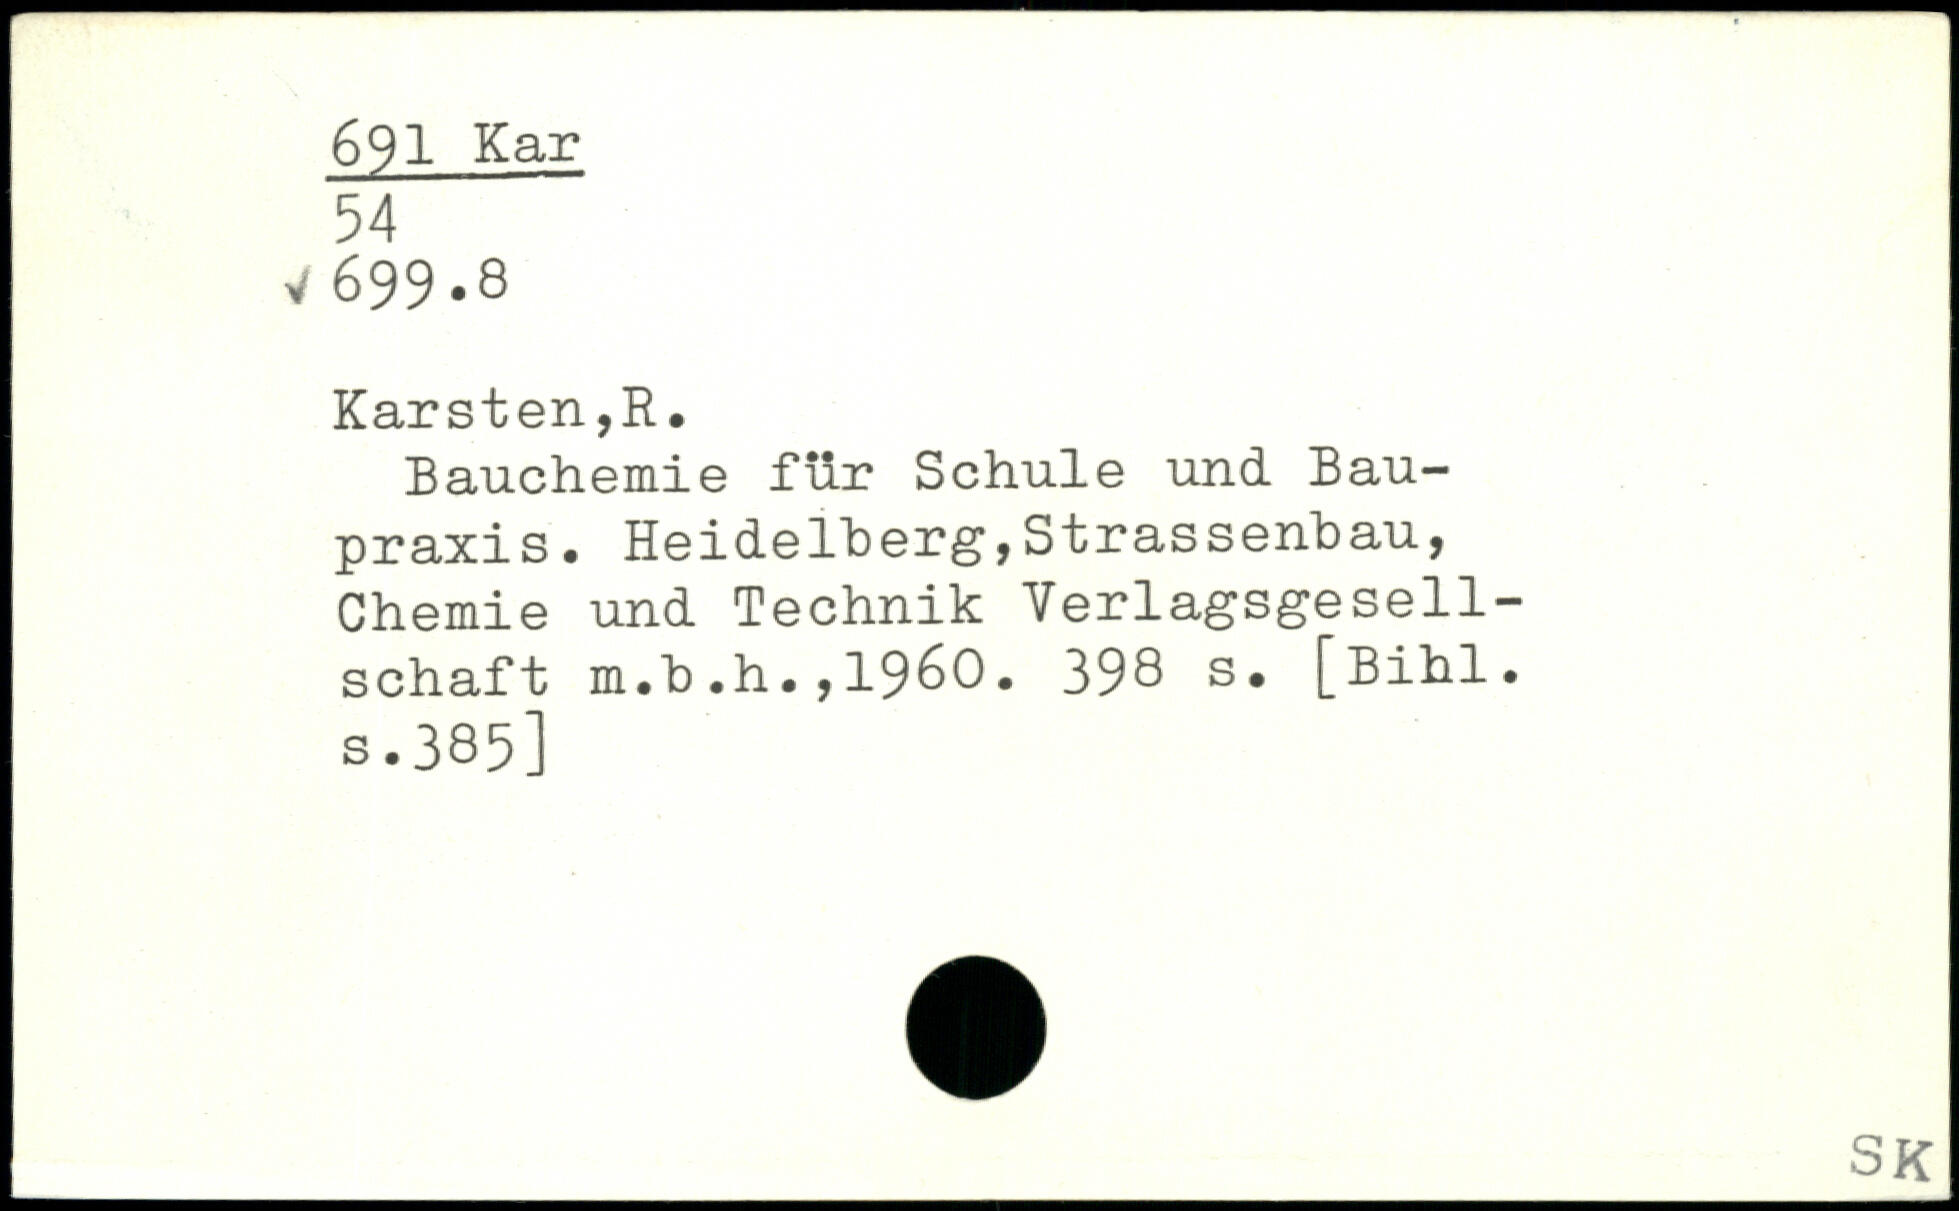 691 Kar
54
✓ 699.8
Karsten,R.
Bauchemie für Schule und Bau-
praxis. Heidelberg,Strassenbau,
Chemie und Technik Verlagsgesell-
schaft m.b.h.,1960. 398 s. [Bibl.
s.385]
SK